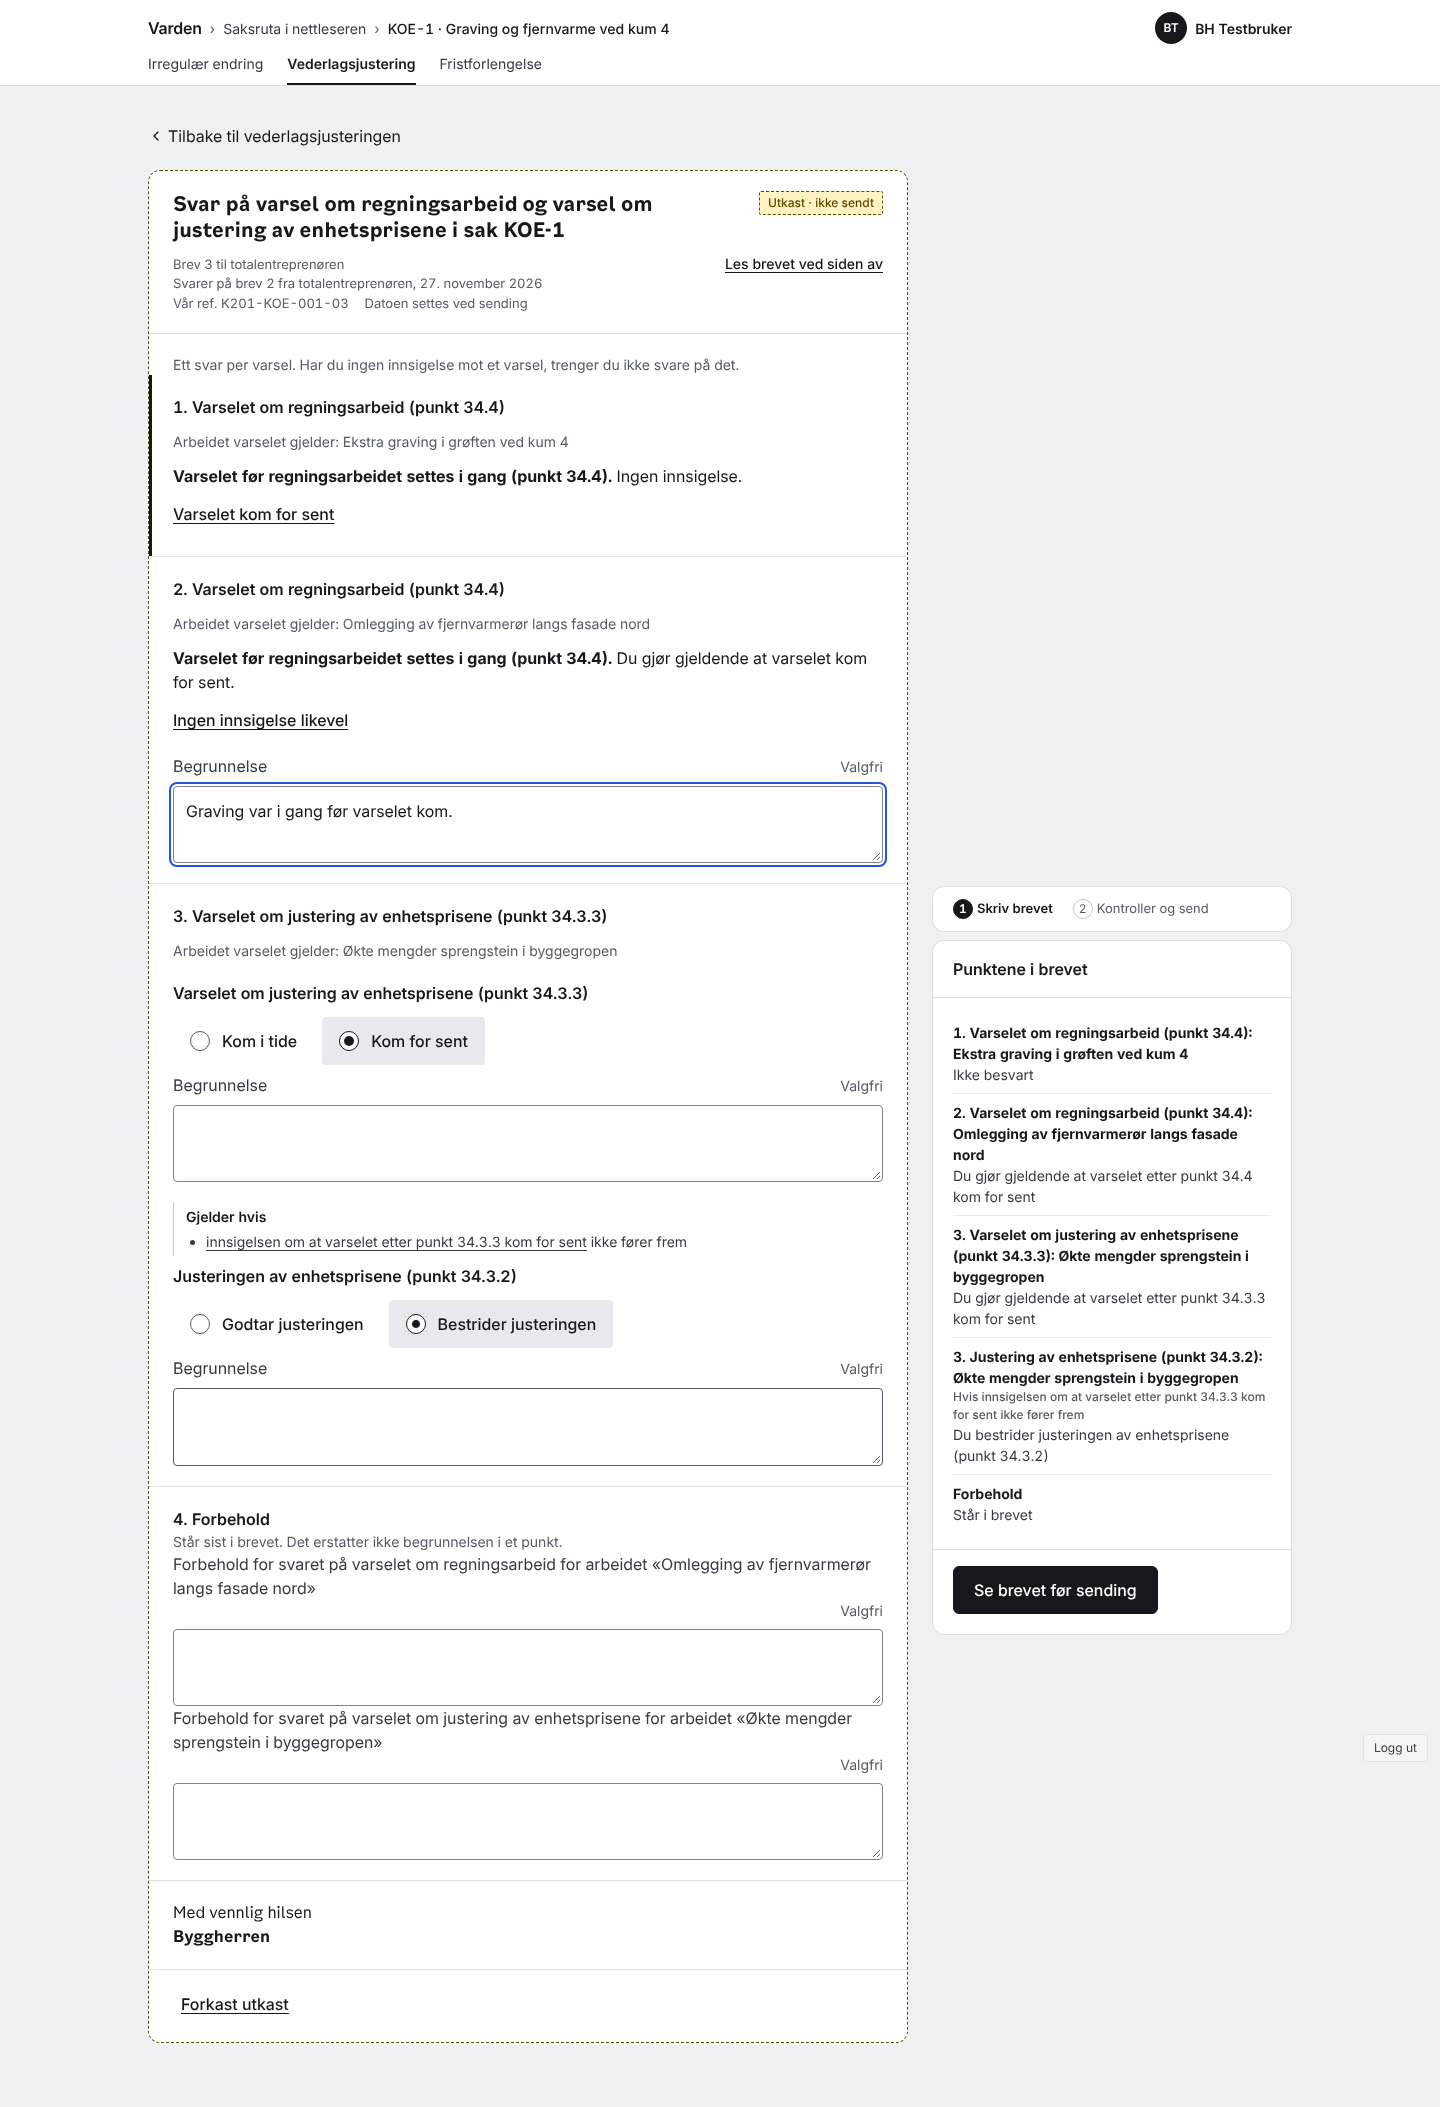 Varden › Saksruta i nettleseren › KOE-1 · Graving og fjernvarme ved kum 4
BT BH Testbruker
Irregulær endring Vederlagsjustering Fristforlengelse
Tilbake til vederlagsjusteringen
Svar på varsel om regningsarbeid og varsel om
justering av enhetsprisene i sak KOE-1
Utkast · ikke sendt
Brev 3 til totalentreprenøren
Les brevet ved siden av
Svarer på brev 2 fra totalentreprenøren, 27. november 2026
Vår ref. K201-KOE-001-03 Datoen settes ved sending
Ett svar per varsel. Har du ingen innsigelse mot et varsel, trenger du ikke svare på det.
1. Varselet om regningsarbeid (punkt 34.4)
Arbeidet varselet gjelder: Ekstra graving i grøften ved kum 4
Varselet før regningsarbeidet settes i gang (punkt 34.4). Ingen innsigelse.
Varselet kom for sent
2. Varselet om regningsarbeid (punkt 34.4)
Arbeidet varselet gjelder: Omlegging av fjernvarmerør langs fasade nord
Varselet før regningsarbeidet settes i gang (punkt 34.4). Du gjør gjeldende at varselet kom
for sent.
Ingen innsigelse likevel
Begrunnelse Valgfri
Graving var i gang før varselet kom.
3. Varselet om justering av enhetsprisene (punkt 34.3.3)
Arbeidet varselet gjelder: Økte mengder sprengstein i byggegropen
Varselet om justering av enhetsprisene (punkt 34.3.3)
Kom i tide Kom for sent
Begrunnelse Valgfri
Gjelder hvis
• innsigelsen om at varselet etter punkt 34.3.3 kom for sent ikke fører frem
Justeringen av enhetsprisene (punkt 34.3.2)
Godtar justeringen Bestrider justeringen
Begrunnelse Valgfri
4. Forbehold
Står sist i brevet. Det erstatter ikke begrunnelsen i et punkt.
Forbehold for svaret på varselet om regningsarbeid for arbeidet «Omlegging av fjernvarmerør
langs fasade nord»
Valgfri
Forbehold for svaret på varselet om justering av enhetsprisene for arbeidet «Økte mengder
sprengstein i byggegropen»
Valgfri
Med vennlig hilsen
Byggherren
Forkast utkast
1 Skriv brevet 2 Kontroller og send
Punktene i brevet
1. Varselet om regningsarbeid (punkt 34.4):
Ekstra graving i grøften ved kum 4
Ikke besvart
2. Varselet om regningsarbeid (punkt 34.4):
Omlegging av fjernvarmerør langs fasade
nord
Du gjør gjeldende at varselet etter punkt 34.4
kom for sent
3. Varselet om justering av enhetsprisene
(punkt 34.3.3): Økte mengder sprengstein i
byggegropen
Du gjør gjeldende at varselet etter punkt 34.3.3
kom for sent
3. Justering av enhetsprisene (punkt 34.3.2):
Økte mengder sprengstein i byggegropen
Hvis innsigelsen om at varselet etter punkt 34.3.3 kom
for sent ikke fører frem
Du bestrider justeringen av enhetsprisene
(punkt 34.3.2)
Forbehold
Står i brevet
Se brevet før sending
Logg ut